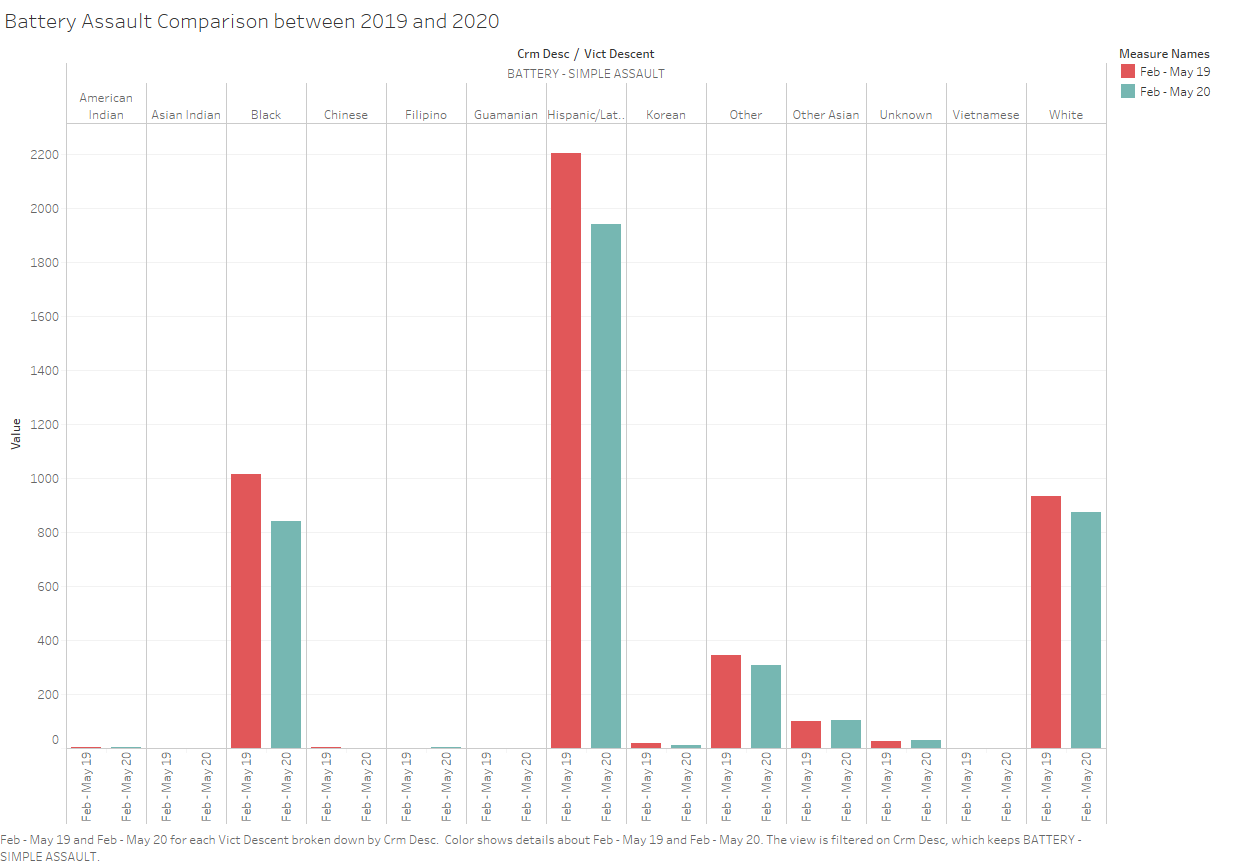 Battery Assault Comparison between 2019 and 2020
Crm Desc / Vict Descent
BATTERY - SIMPLE ASSAULT
Measure Names
Feb - May 19
Feb - May 20
American
Indian
Asian Indian
Black
Chinese
Filipino
Guamanian
Hispanic/Lat..
Korean
Other
Other Asian
Unknown
Vietnamese
White
Value
2200
2000
1800
1600
1400
1200
1000
800
600
400
200
0
Feb - May 19
Feb - May 20
Feb - May 19
Feb - May 20
Feb - May 19
Feb - May 20
Feb - May 19
Feb - May 20
Feb - May 19
Feb - May 20
Feb - May 19
Feb - May 20
Feb - May 19
Feb - May 20
Feb - May 19
Feb - May 20
Feb - May 19
Feb - May 20
Feb - May 19
Feb - May 20
Feb - May 19
Feb - May 20
Feb - May 19
Feb - May 20
Feb - May 19
Feb - May 20
Feb - May 19 and Feb - May 20 for each Vict Descent broken down by Crm Desc.  Color shows details about Feb - May 19 and Feb - May 20. The view is filtered on Crm Desc, which keeps BATTERY -
SIMPLE ASSAULT.